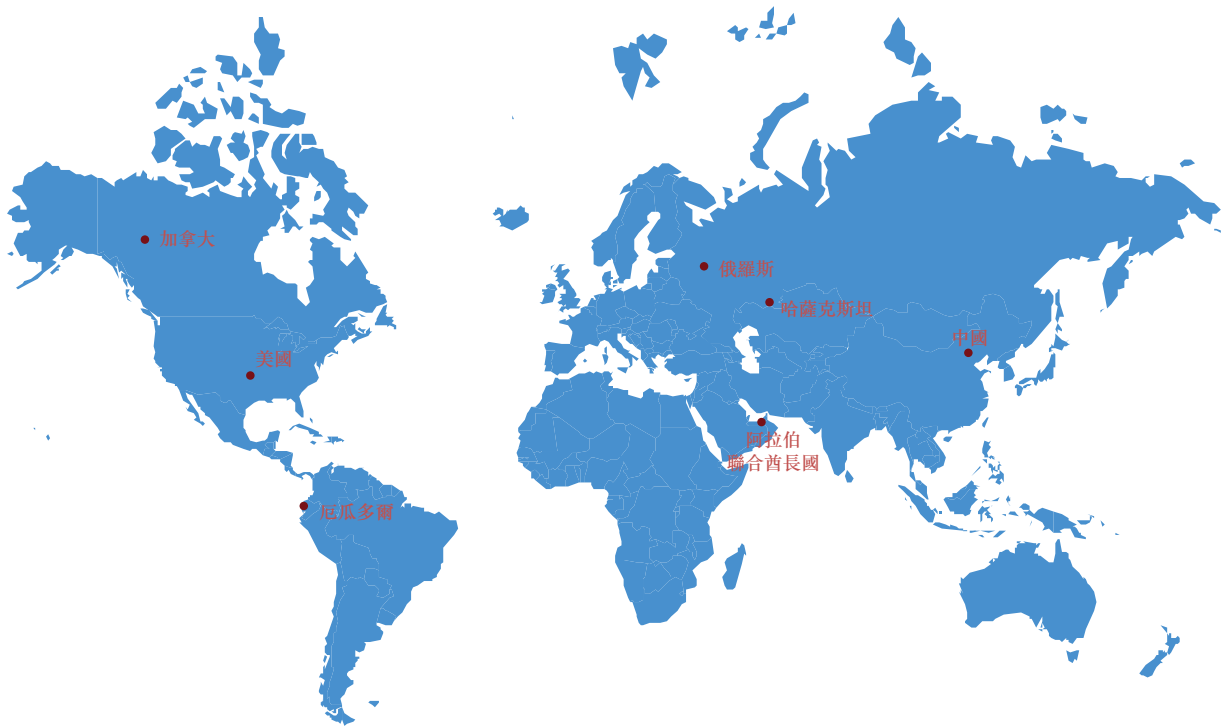 加拿大
俄羅斯
哈薩克斯坦
中國
美國
阿拉伯
聯合酋長國
厄瓜多爾